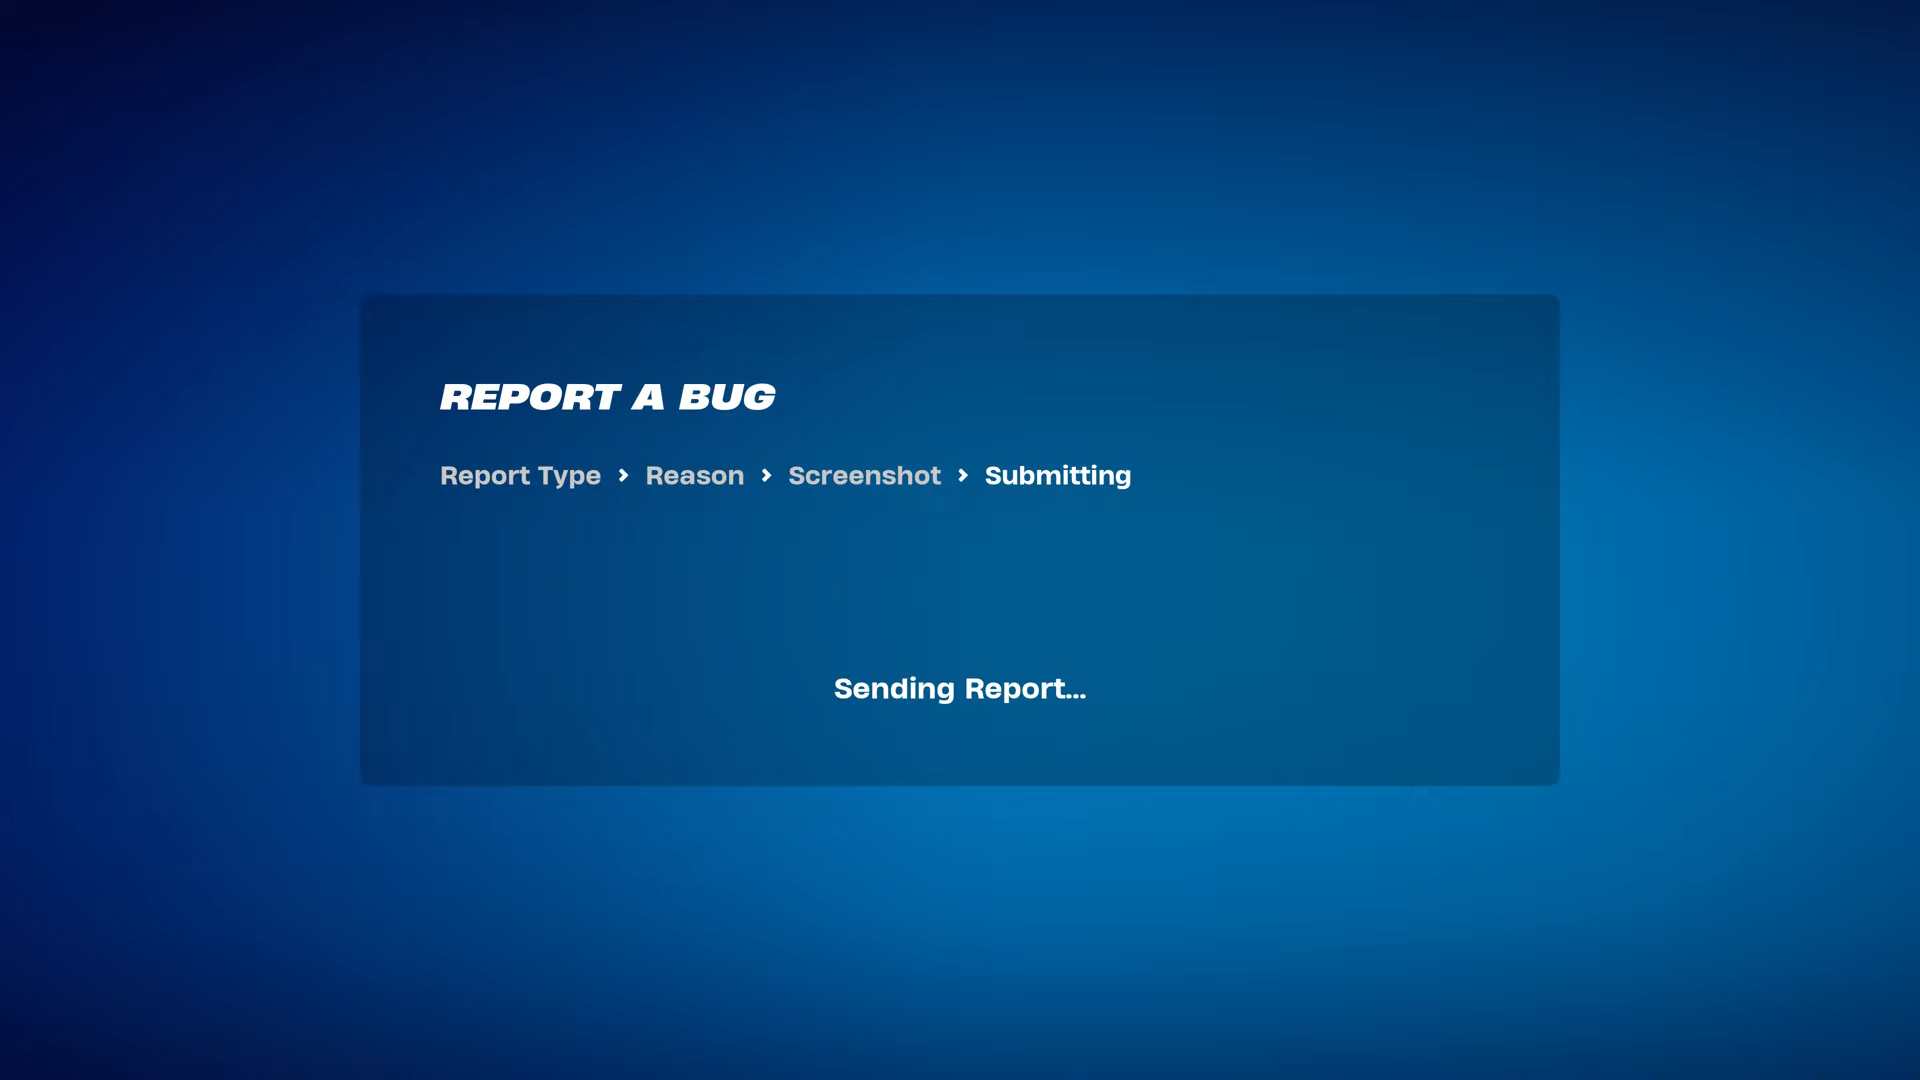 REPORT A BUG
Report Type > Reason > Screenshot > Submitting
Sending Report...